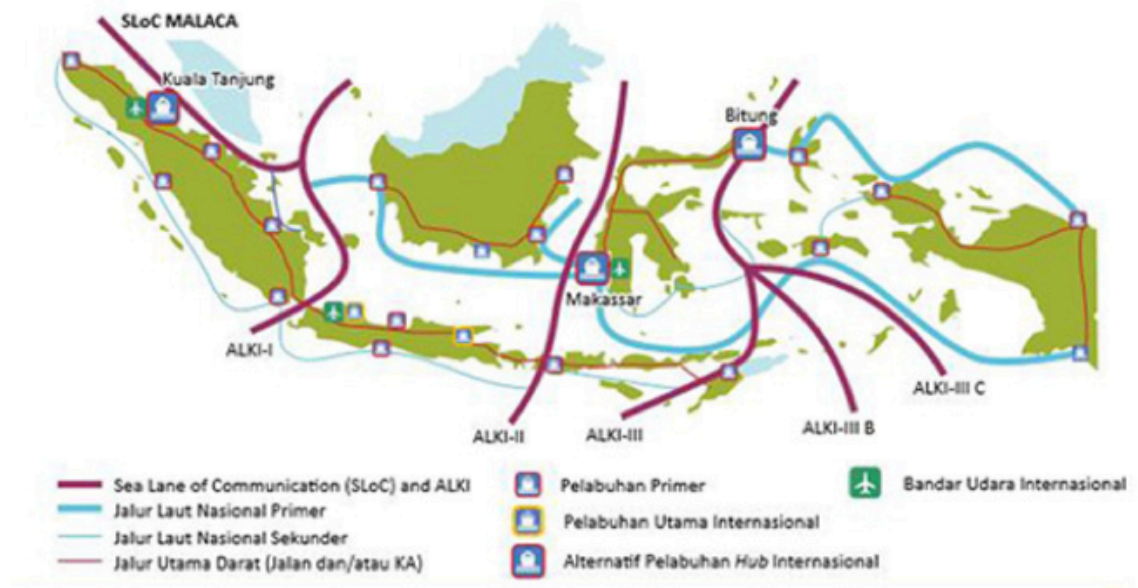 SLoC MALACA
Kuala Tanjung
Bitung
Makassar
ALKI-I
ALKI-II
ALKI-III
ALKI-III B
ALKI-III C
Sea Lane of Communication (SLoC) and ALKI
Jalur Laut Nasional Primer
Jalur Laut Nasional Sekunder
Jalur Utama Darat (Jalan dan/atau KA)
Pelabuhan Primer
Pelabuhan Utama Internasional
Alternatif Pelabuhan Hub Internasional
Bandar Udara Internasional